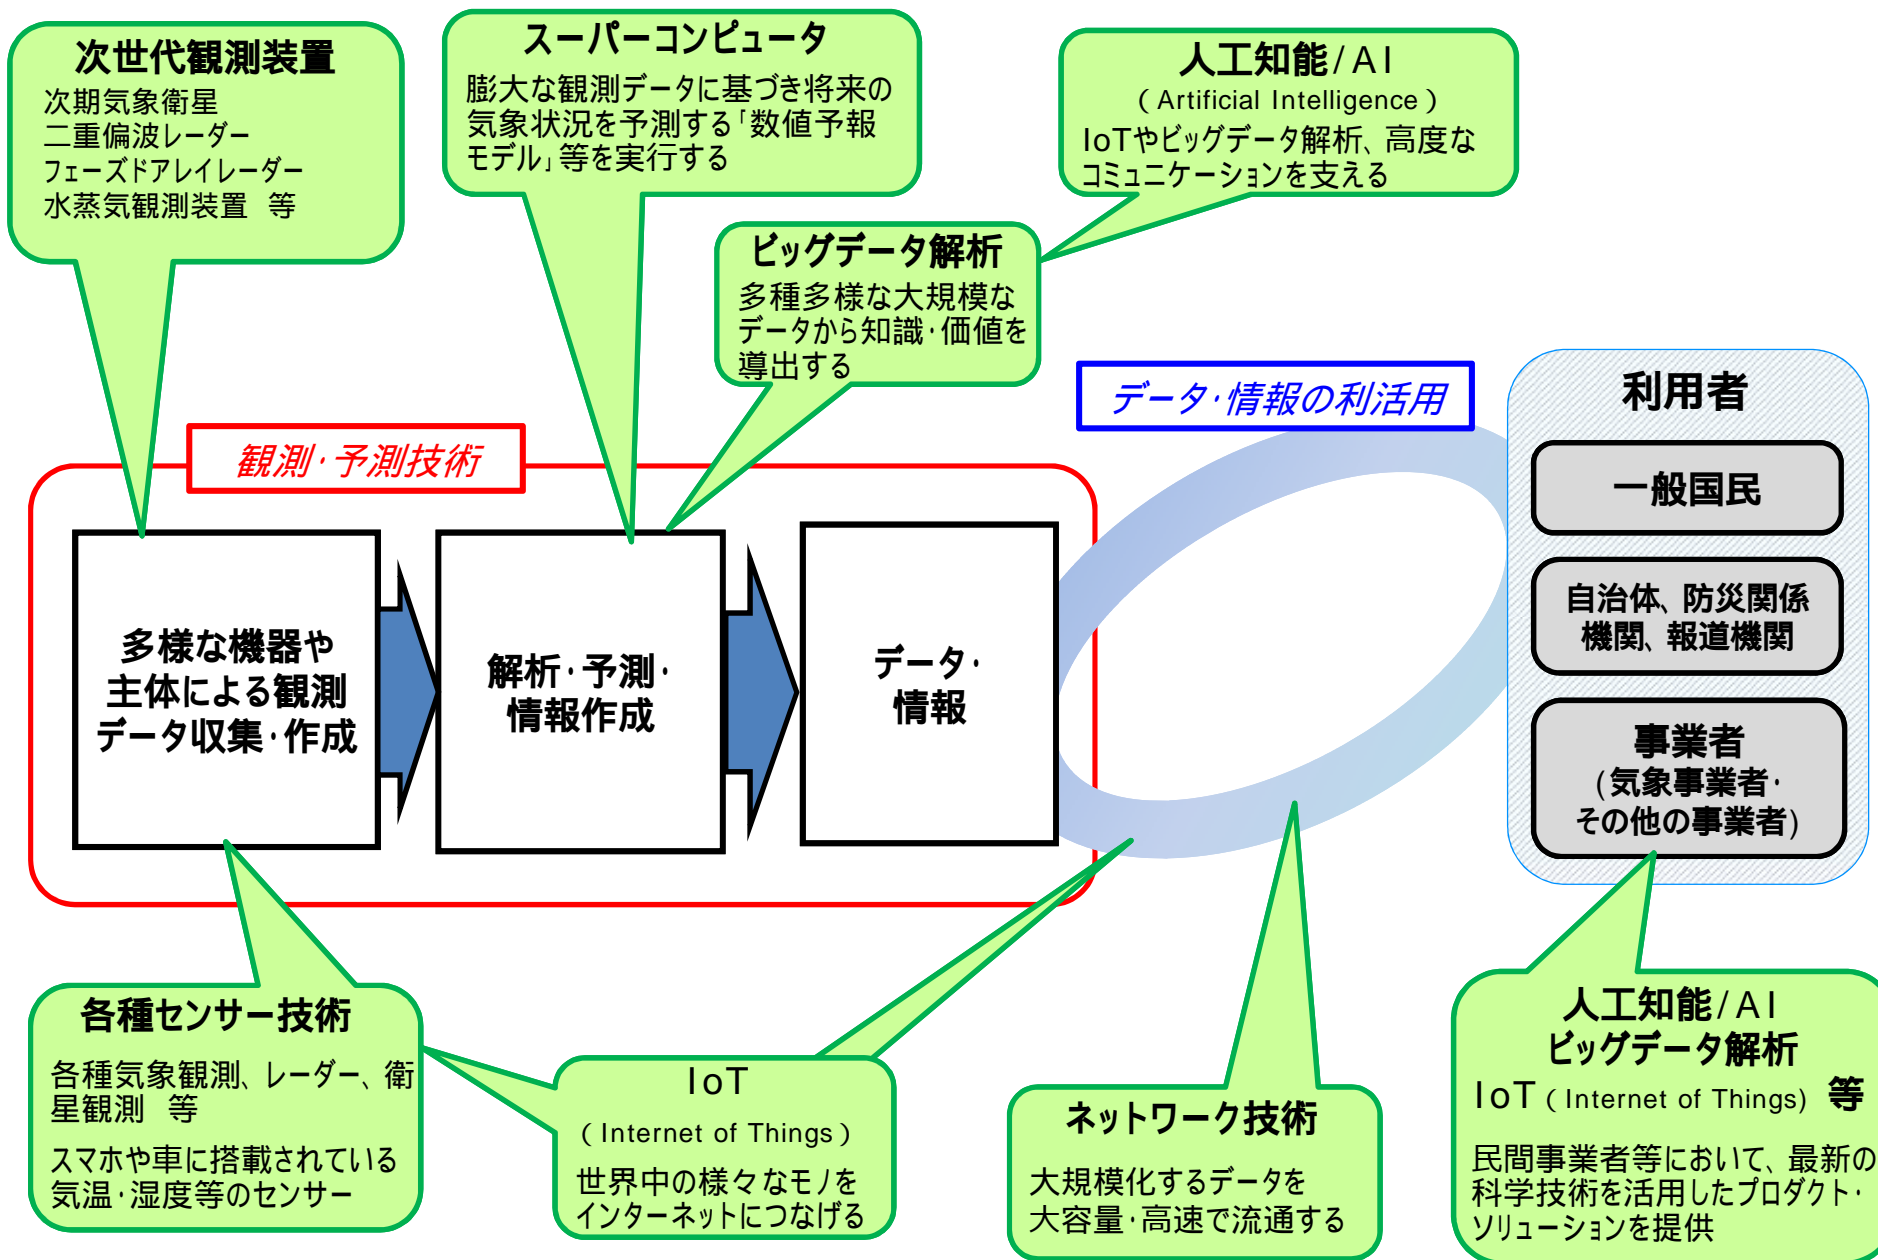 次世代観測装置
次期気象衛星
二重偏波レーダー
フェーズドアレイレーダー
水蒸気観測装置　等
スーパーコンピュータ
膨大な観測データに基づき将来の
気象状況を予測する「数値予報
モデル」等を実行する
人工知能/AI
（Artificial Intelligence）
IoTやビッグデータ解析、高度な
コミュニケーションを支える
ビッグデータ解析
多種多様な大規模な
データから知識・価値を
導出する
データ・情報の利活用
利用者
観測・予測技術
一般国民
自治体、防災関係
機関、報道機関
事業者
(気象事業者・
その他の事業者)
多様な機器や
主体による観測
データ収集・作成
解析・予測・
情報作成
データ・
情報
各種センサー技術
各種気象観測、レーダー、衛
星観測　等
スマホや車に搭載されている
気温・湿度等のセンサー
IoT
（Internet of Things）
世界中の様々なモノを
インターネットにつなげる
ネットワーク技術
大規模化するデータを
大容量・高速で流通する
人工知能/AI
ビッグデータ解析
IoT（Internet of Things) 等
民間事業者等において、最新の
科学技術を活用したプロダクト・
ソリューションを提供